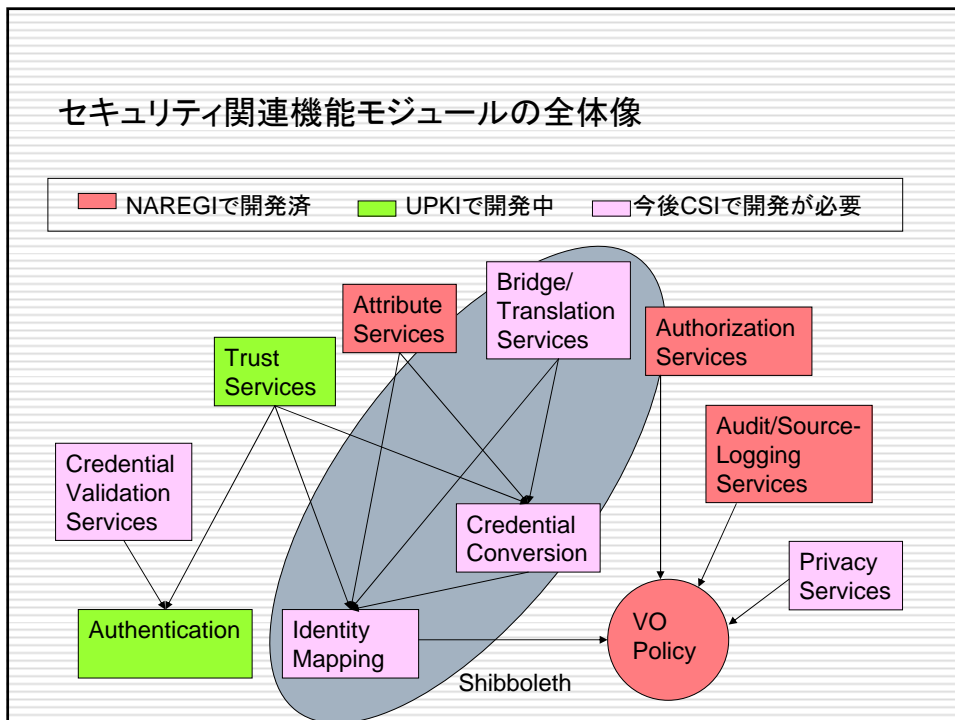 セキュリティ関連機能モジュールの全体像
NAREGIで開発済
UPKIで開発中
今後CSIで開発が必要
Bridge/
Translation
Services
Attribute
Services
Authorization
Services
Trust
Services
Audit/Source-
Logging
Services
Credential
Validation
Services
Credential
Conversion
Privacy
Services
Authentication
Identity
Mapping
VO
Policy
Shibboleth